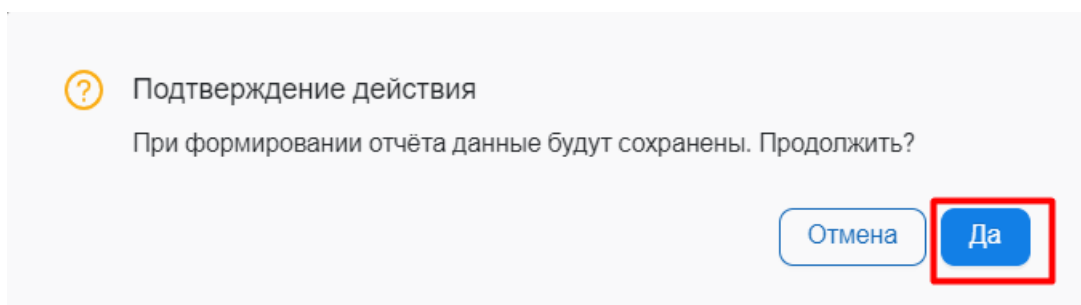 Подтверждение действия
При формировании отчёта данные будут сохранены. Продолжить?
Отмена
Да